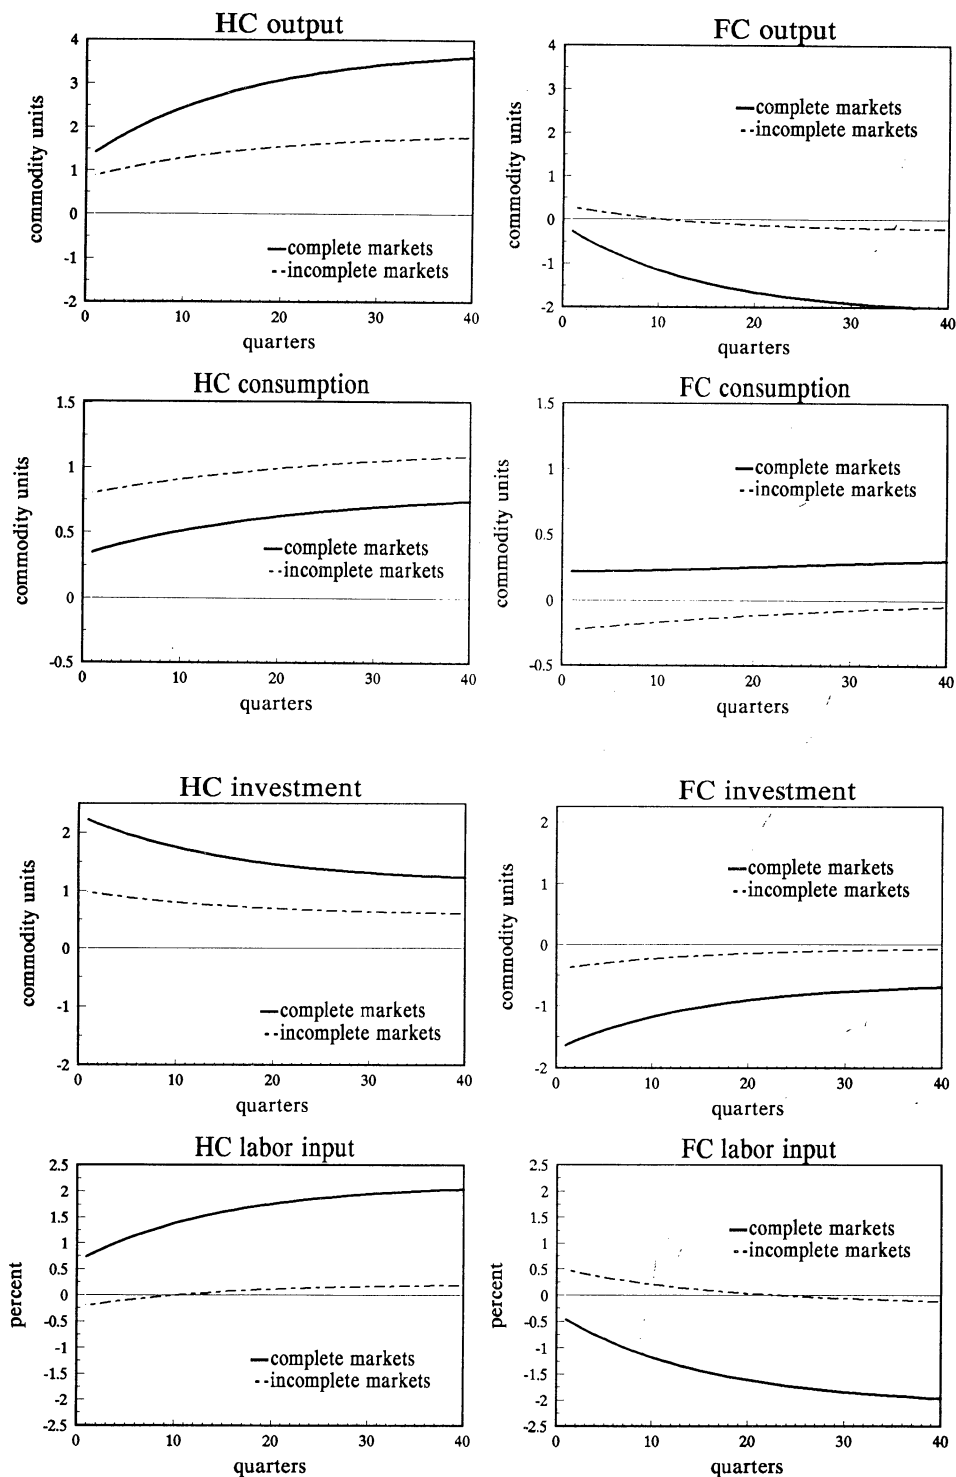 HC output
4
3
2
1
0
-1
-2
commodity units
complete markets
incomplete markets
0 10 20 30 40
quarters
FC output
4
3
2
1
0
-1
-2
commodity units
complete markets
incomplete markets
0 10 20 30 40
quarters
HC consumption
1.5
1
0.5
0
-0.5
commodity units
complete markets
incomplete markets
0 10 20 30 40
quarters
FC consumption
1.5
1
0.5
0
-0.5
commodity units
complete markets
incomplete markets
0 10 20 30 40
quarters
HC investment
2
1
0
-1
-2
commodity units
complete markets
incomplete markets
0 10 20 30 40
quarters
FC investment
2
1
0
-1
-2
commodity units
complete markets
incomplete markets
0 10 20 30 40
quarters
HC labor input
2.5
2
1.5
1
0.5
0
-0.5
-1
-1.5
-2
-2.5
percent
complete markets
incomplete markets
0 10 20 30 40
quarters
FC labor input
2.5
2
1.5
1
0.5
0
-0.5
-1
-1.5
-2
-2.5
percent
complete markets
incomplete markets
0 10 20 30 40
quarters